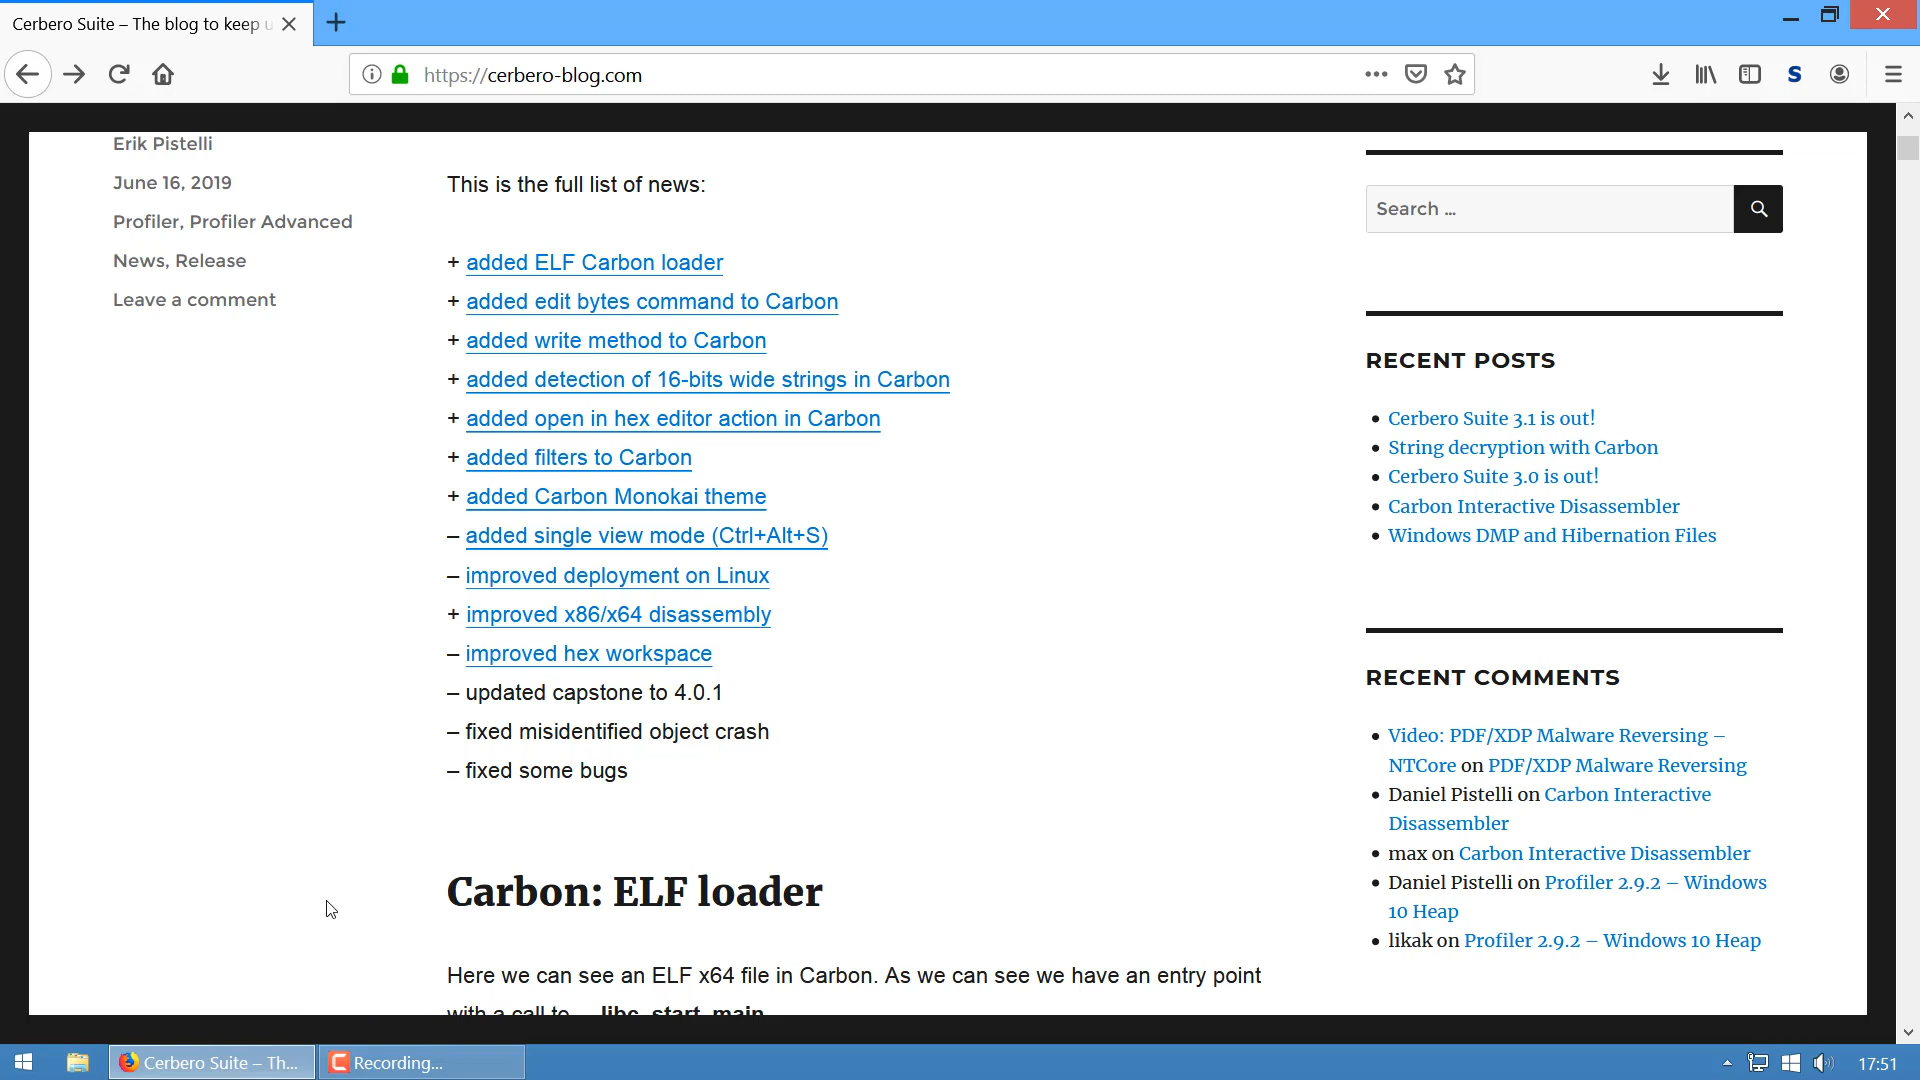 Cerbero Suite – The blog to keep u
https://cerbero-blog.com
Erik Pistelli
June 16, 2019
Profiler, Profiler Advanced
News, Release
Leave a comment
This is the full list of news:
+ added ELF Carbon loader
+ added edit bytes command to Carbon
+ added write method to Carbon
+ added detection of 16-bits wide strings in Carbon
+ added open in hex editor action in Carbon
+ added filters to Carbon
+ added Carbon Monokai theme
– added single view mode (Ctrl+Alt+S)
– improved deployment on Linux
+ improved x86/x64 disassembly
– improved hex workspace
– updated capstone to 4.0.1
– fixed misidentified object crash
– fixed some bugs
Carbon: ELF loader
Here we can see an ELF x64 file in Carbon. As we can see we have an entry point
with a call to __libc_start_main.
Search …
RECENT POSTS
Cerbero Suite 3.1 is out!
String decryption with Carbon
Cerbero Suite 3.0 is out!
Carbon Interactive Disassembler
Windows DMP and Hibernation Files
RECENT COMMENTS
Video: PDF/XDP Malware Reversing –
NTCore on PDF/XDP Malware Reversing
Daniel Pistelli on Carbon Interactive
Disassembler
max on Carbon Interactive Disassembler
Daniel Pistelli on Profiler 2.9.2 – Windows
10 Heap
likak on Profiler 2.9.2 – Windows 10 Heap
Cerbero Suite – Th...
Recording...
17:51